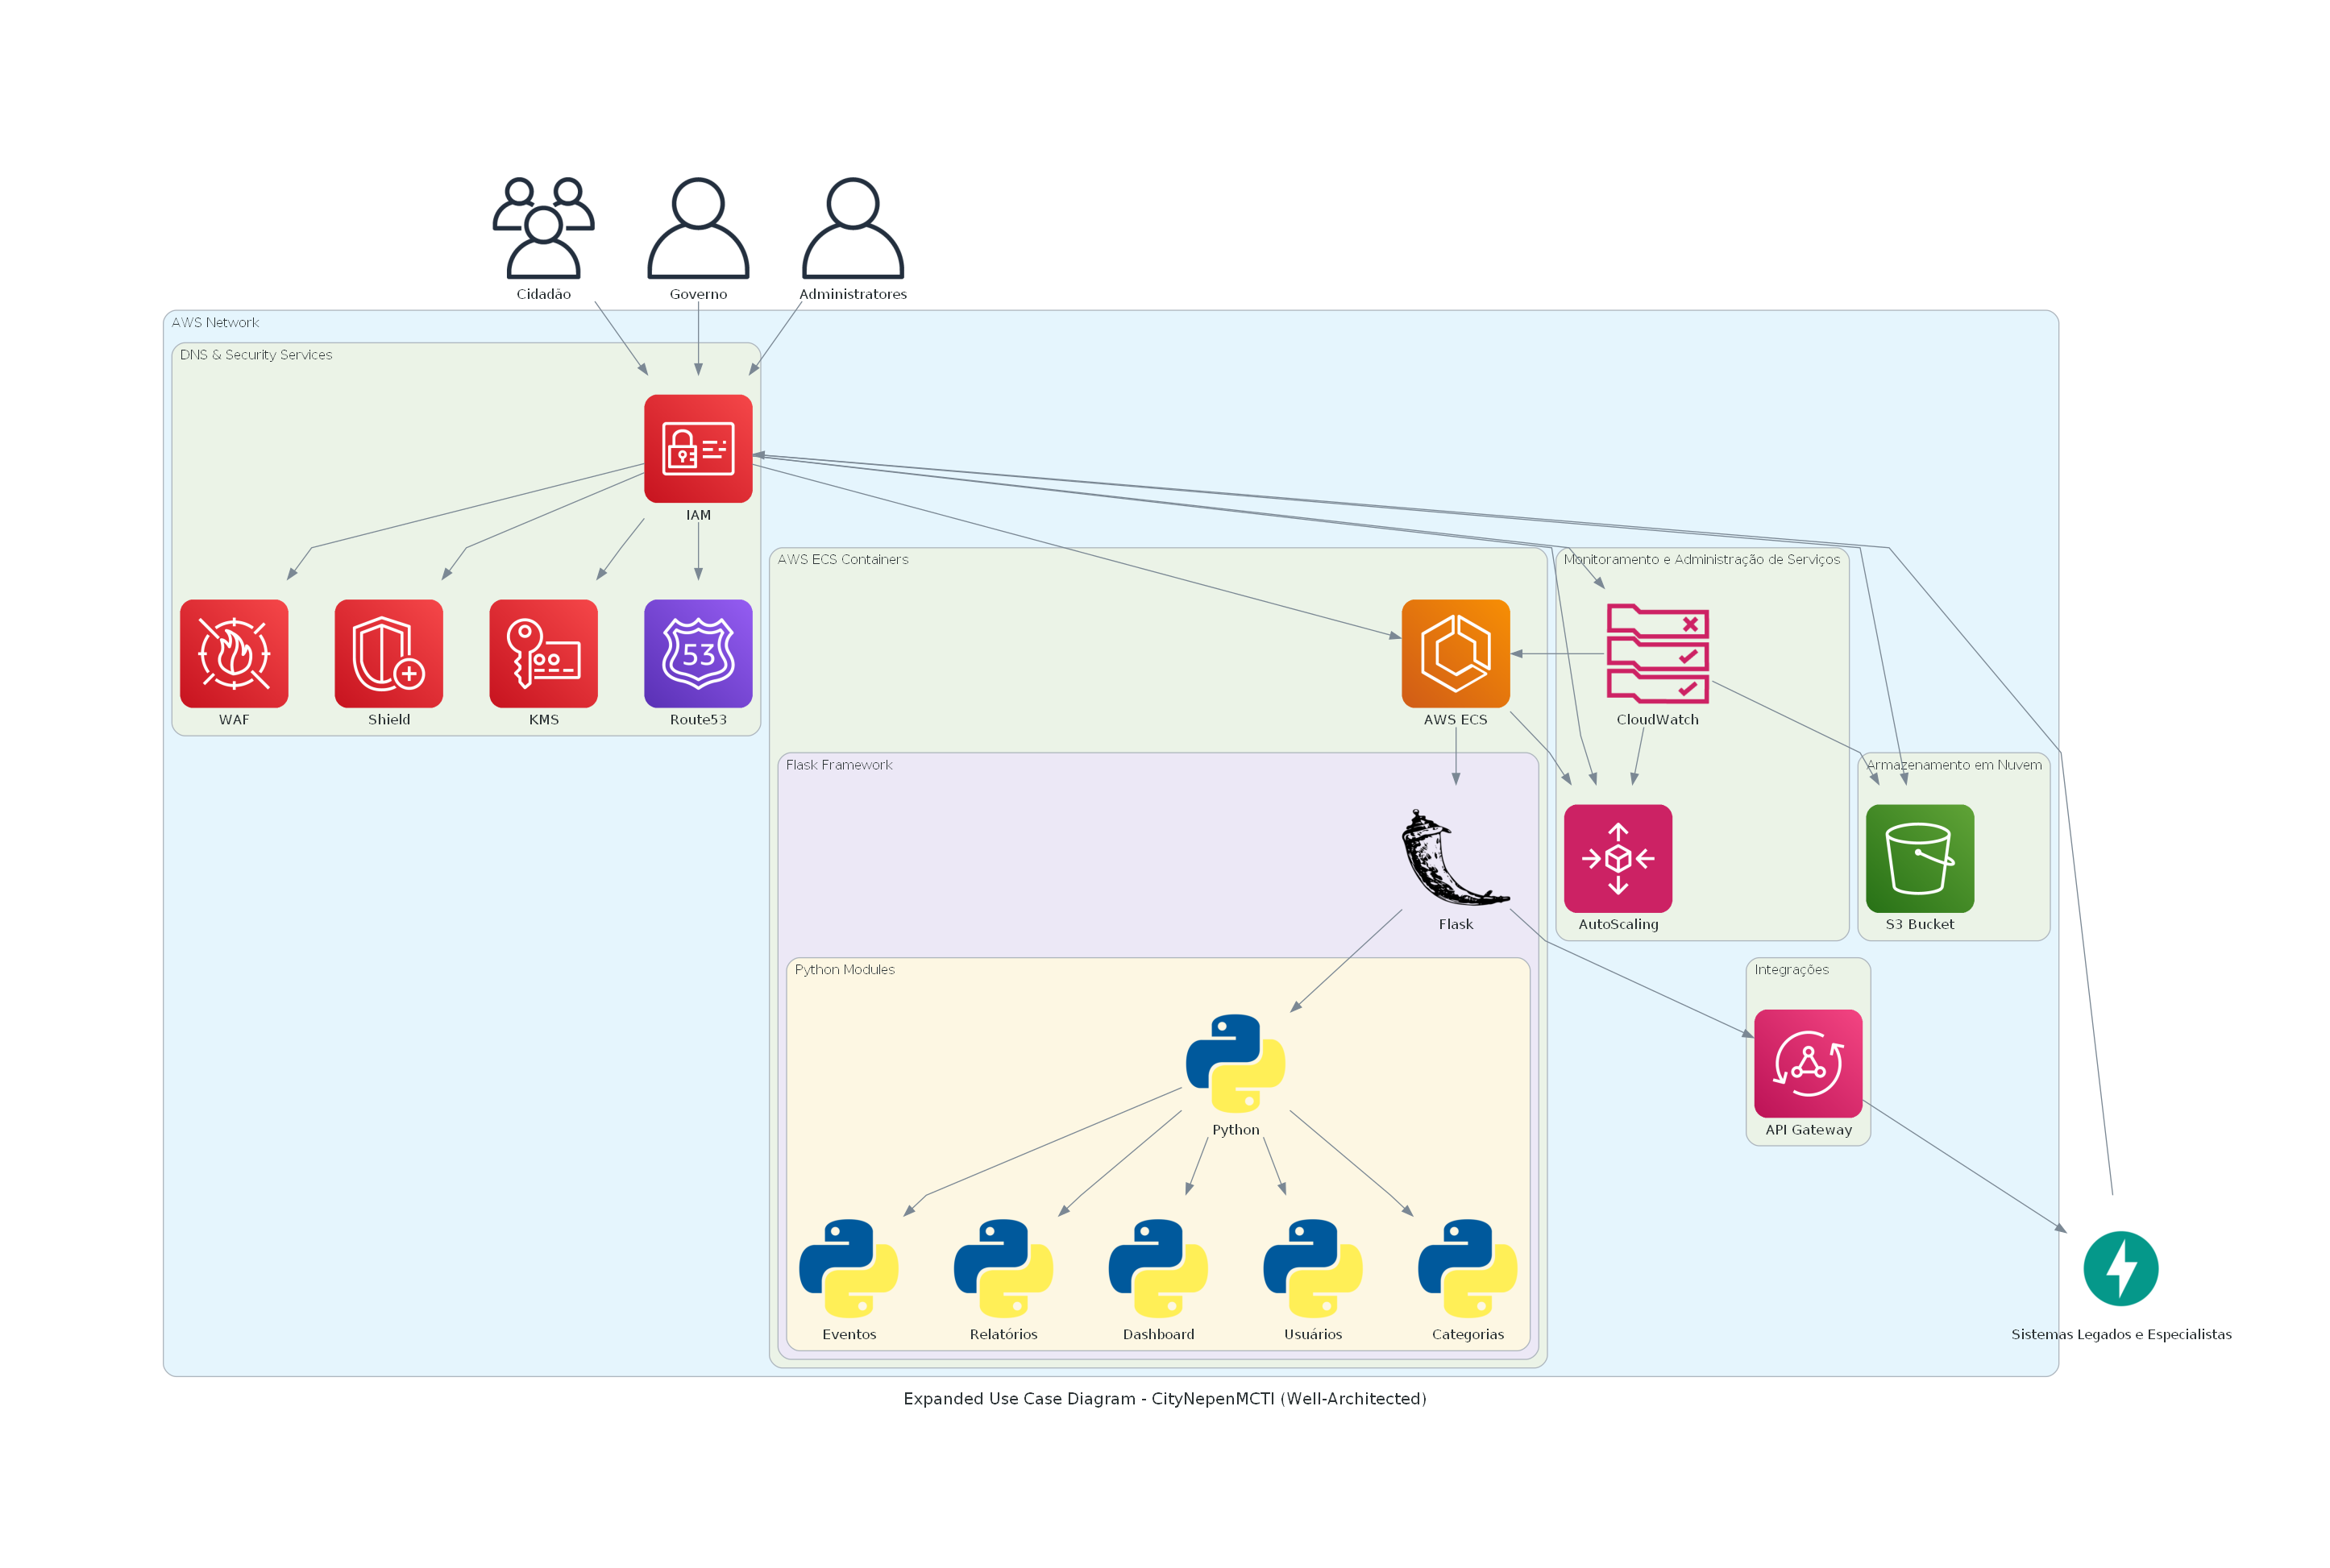 Cidadão
Governo
Administratores
AWS Network
DNS & Security Services
IAM
AWS ECS Containers
Monitoramento e Administração de Serviços
53
WAF
Shield
KMS
Route53
AWS ECS
CloudWatch
Flask Framework
Armazenamento em Nuvem
Flask
AutoScaling
S3 Bucket
Python Modules
Integrações
Python
API Gateway
Eventos
Relatórios
Dashboard
Usuários
Categorias
Sistemas Legados e Especialistas
Expanded Use Case Diagram - CityNepenMCTI (Well-Architected)